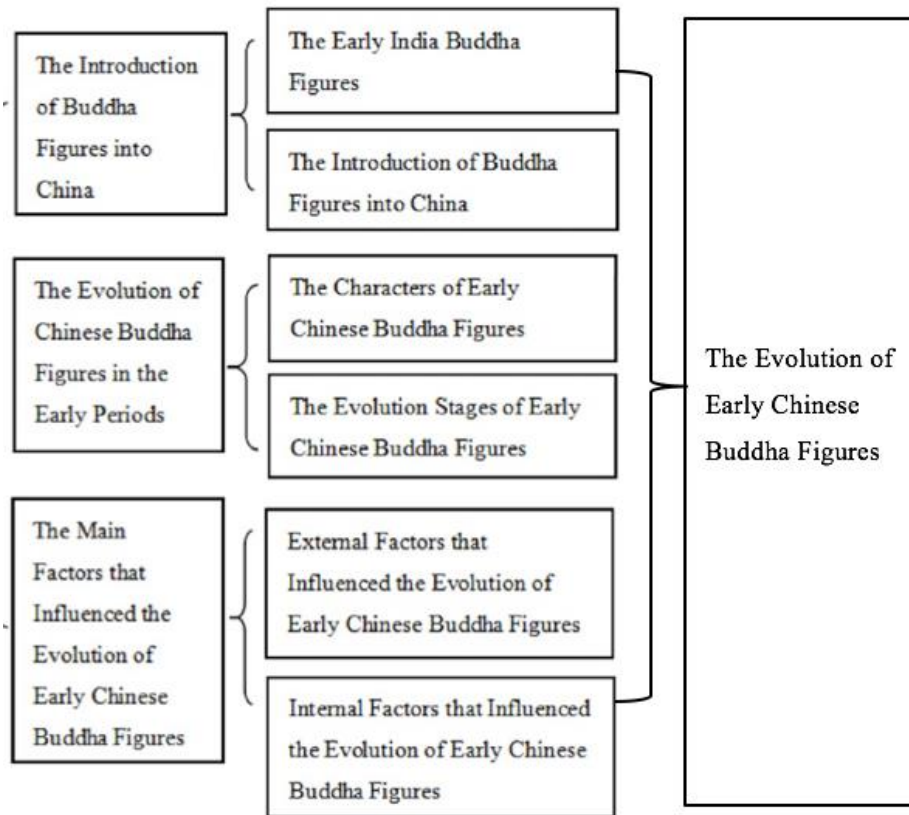 The Introduction
of Buddha
Figures into
China
The Early India Buddha
Figures
The Introduction of Buddha
Figures into China
The Evolution of
Chinese Buddha
Figures in the
Early Periods
The Characters of Early
Chinese Buddha Figures
The Evolution Stages of Early
Chinese Buddha Figures
The Main
Factors that
Influenced the
Evolution of
Early Chinese
Buddha Figures
External Factors that
Influenced the Evolution of
Early Chinese Buddha Figures
Internal Factors that Influenced
the Evolution of Early Chinese
Buddha Figures
The Evolution of
Early Chinese
Buddha Figures